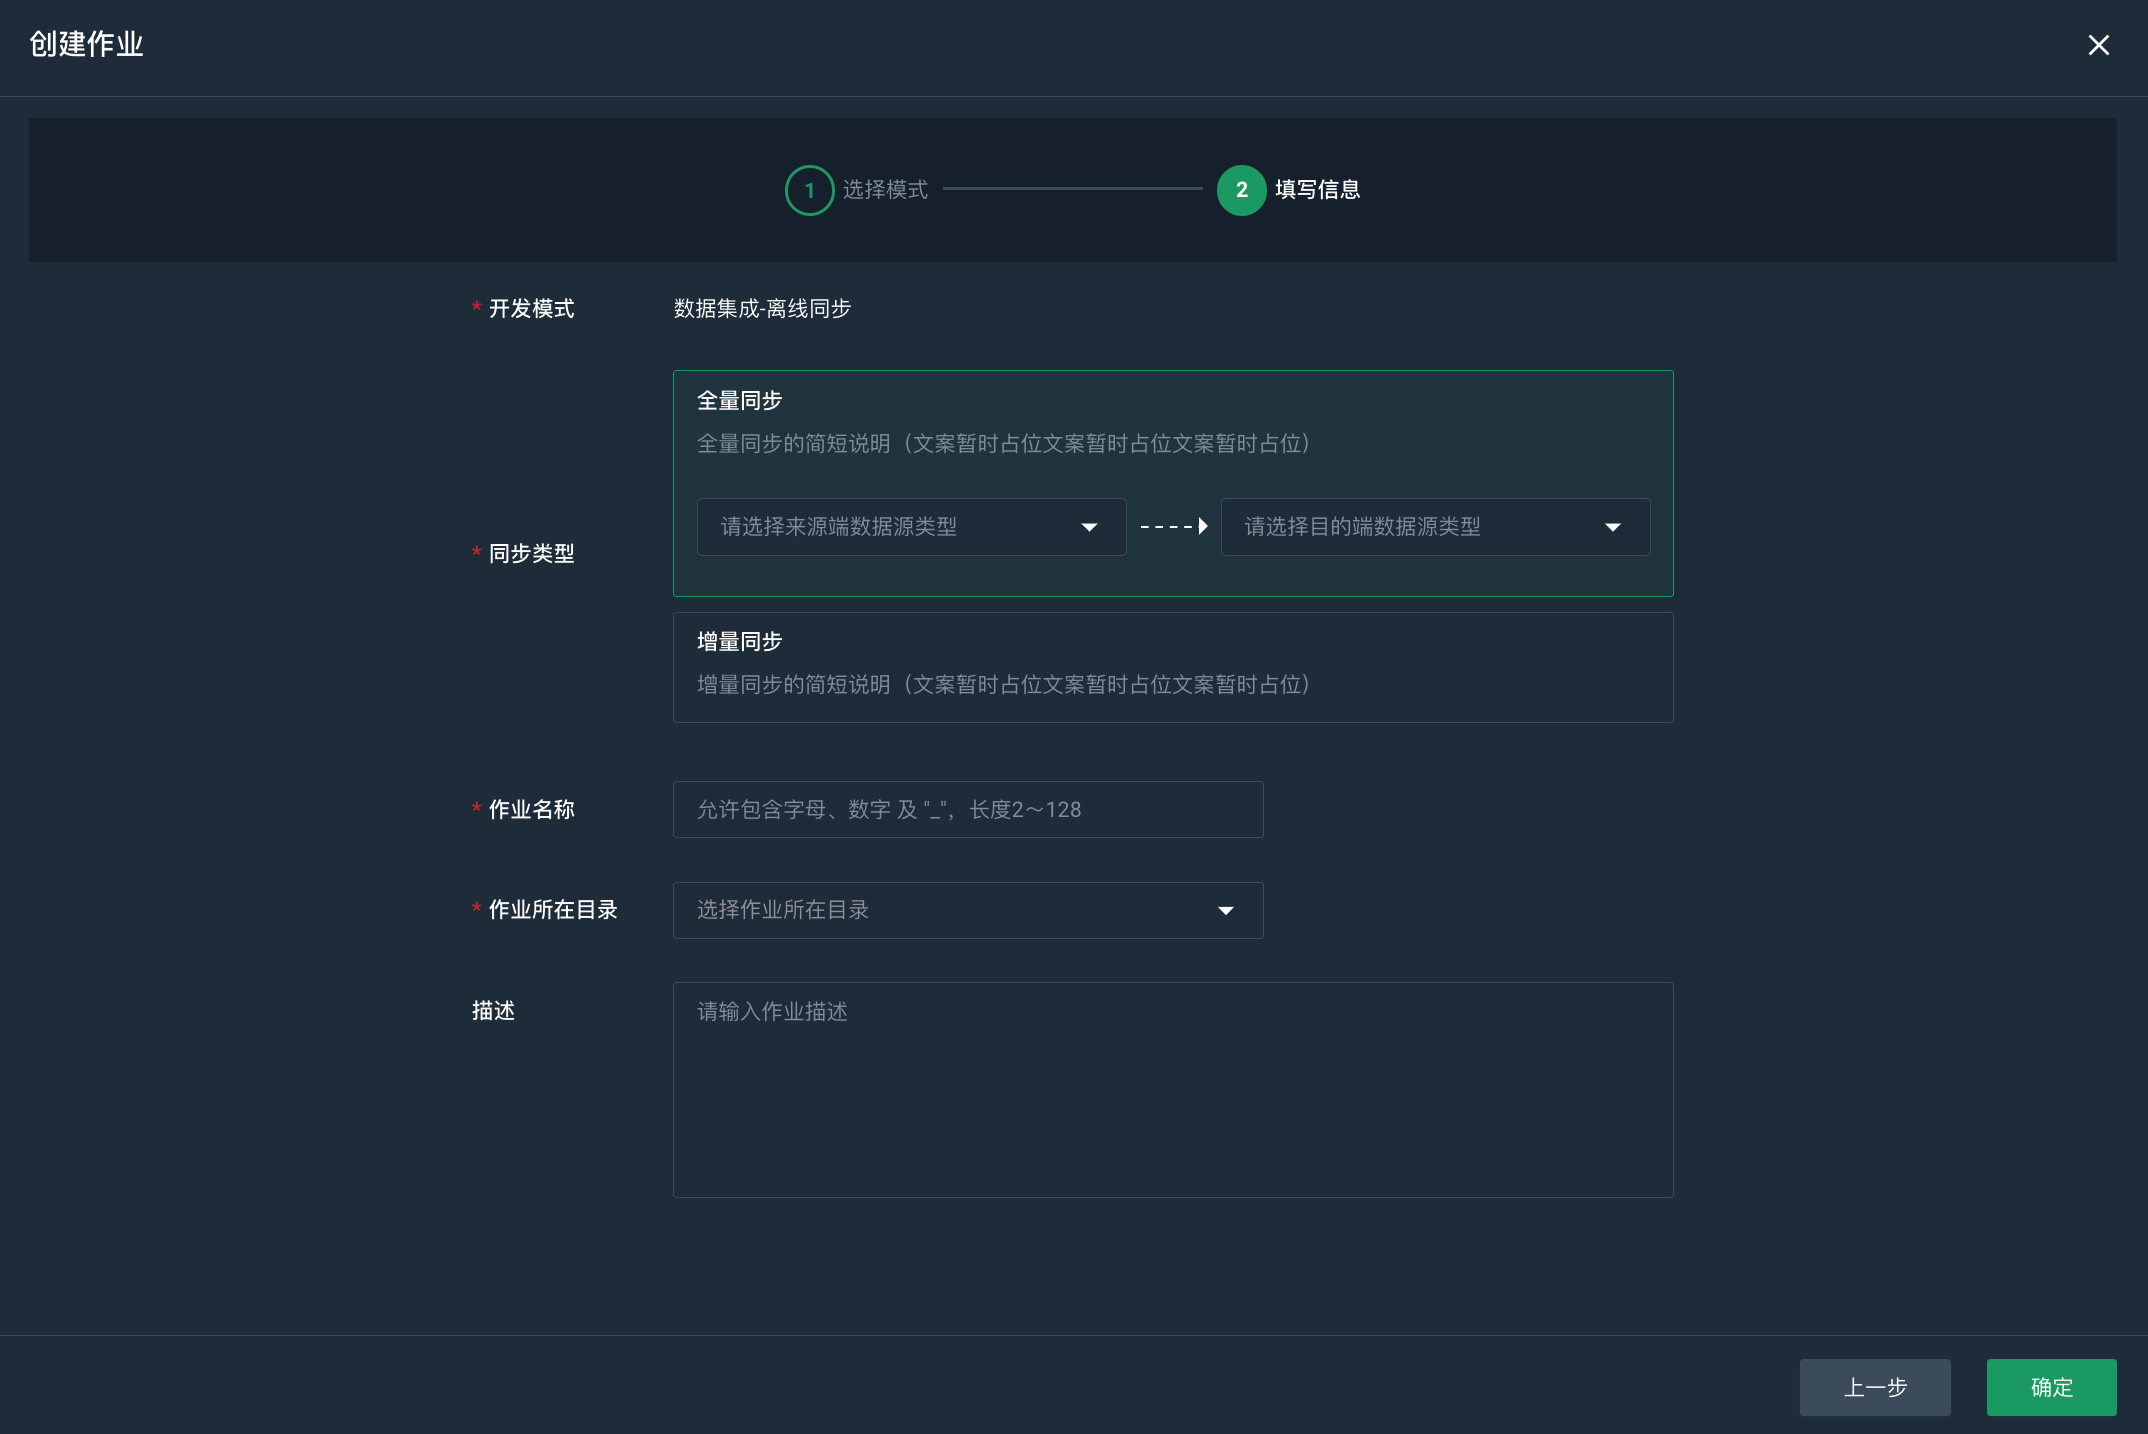 创建作业
1 选择模式 2 填写信息
* 开发模式 数据集成-离线同步
全量同步
全量同步的简短说明（文案暂时占位文案暂时占位文案暂时占位）
请选择来源端数据源类型 请选择目的端数据源类型
* 同步类型
增量同步
增量同步的简短说明（文案暂时占位文案暂时占位文案暂时占位）
* 作业名称 允许包含字母、数字 及 "_"，长度2～128
* 作业所在目录 选择作业所在目录
描述 请输入作业描述
上一步 确定